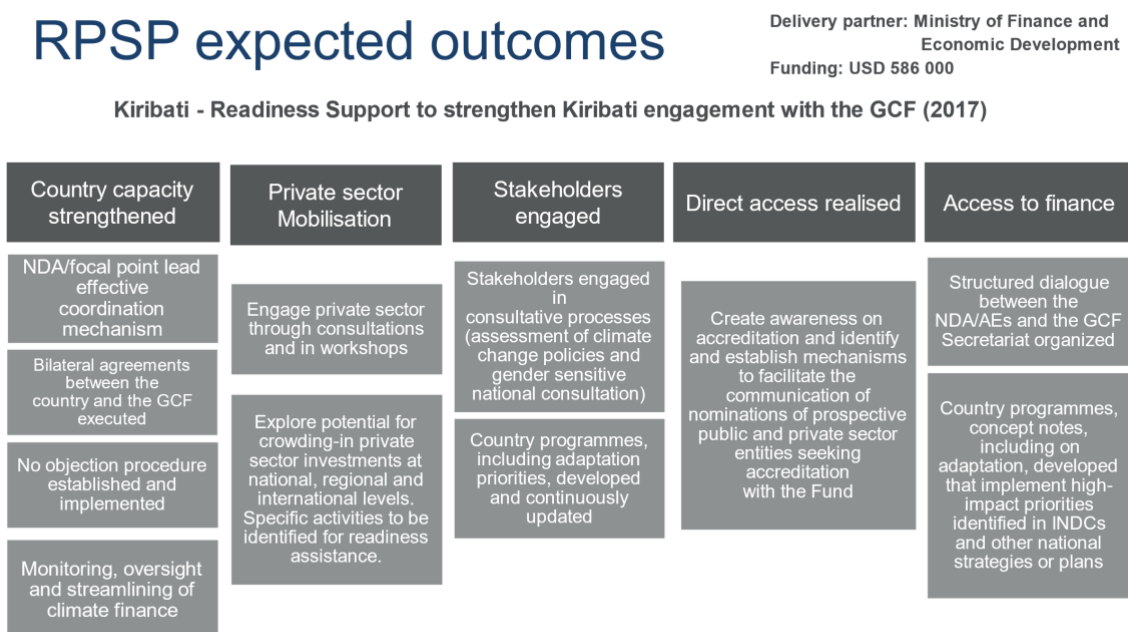 RPSP expected outcomes
Delivery partner: Ministry of Finance and
Economic Development
Funding: USD 586 000
Kiribati - Readiness Support to strengthen Kiribati engagement with the GCF (2017)
Country capacity
strengthened
NDA/focal point lead
effective
coordination
mechanism
Bilateral agreements
between the
country and the GCF
executed
No objection procedure
established and
implemented
Monitoring, oversight
and streamlining of
climate finance
Private sector
Mobilisation
Engage private sector
through consultations
and in workshops
Explore potential for
crowding-in private
sector investments at
national, regional and
international levels.
Specific activities to be
identified for readiness
assistance.
Stakeholders
engaged
Stakeholders engaged
in
consultative processes
(assessment of climate
change policies and
gender sensitive
national consultation)
Country programmes,
including adaptation
priorities, developed
and continuously
updated
Direct access realised
Create awareness on
accreditation and identify
and establish mechanisms
to facilitate the
communication of
nominations of prospective
public and private sector
entities seeking
accreditation
with the Fund
Access to finance
Structured dialogue
between the
NDA/AEs and the GCF
Secretariat organized
Country programmes,
concept notes,
including on
adaptation, developed
that implement high-
impact priorities
identified in INDCs
and other national
strategies or plans